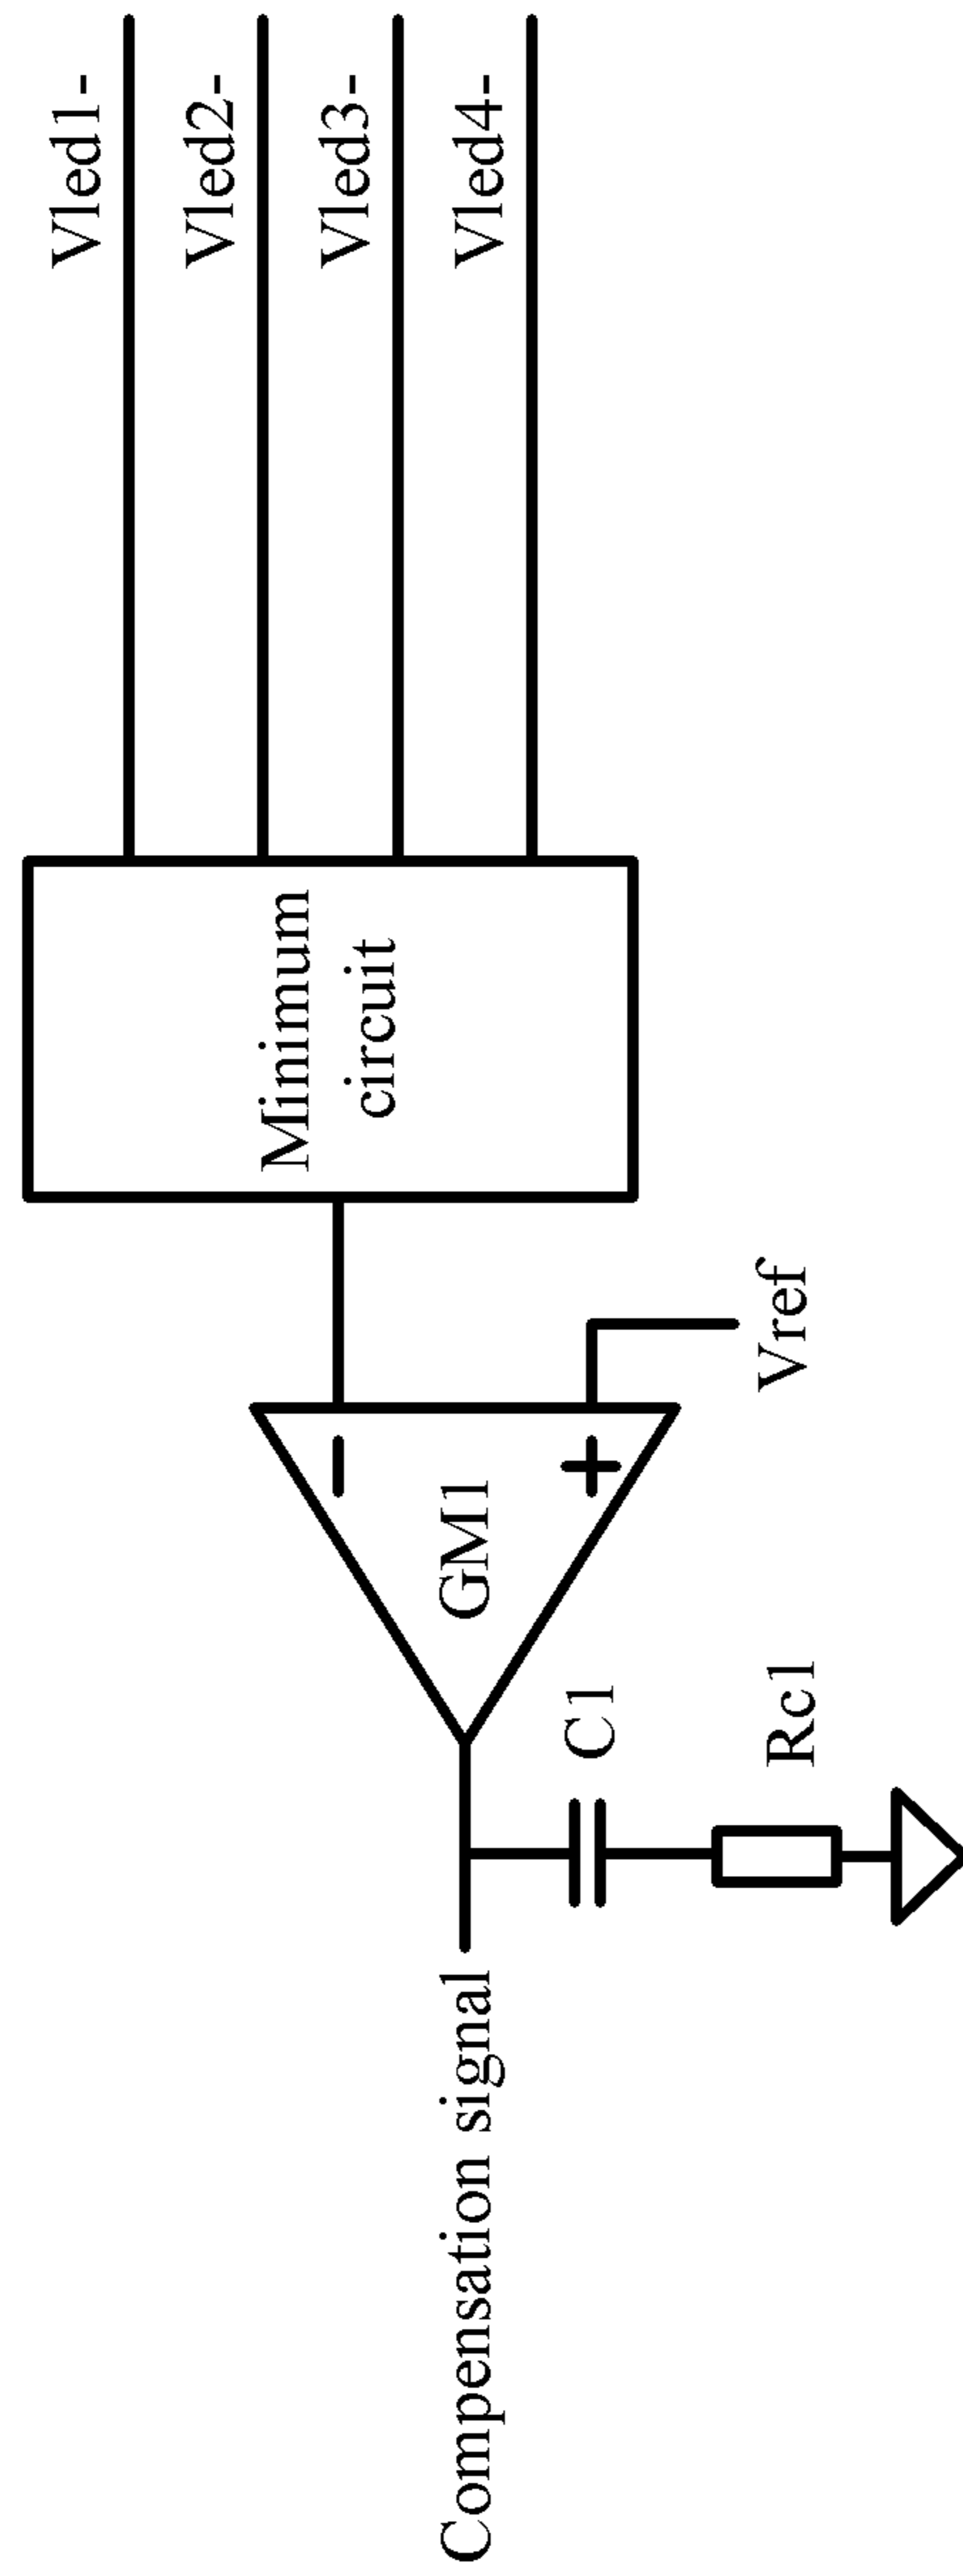 Vled1-
Vled2-
Vled3-
Vled4-
Minimum
circuit
Vref
−
+
GM1
C1
Rc1
Compensation signal